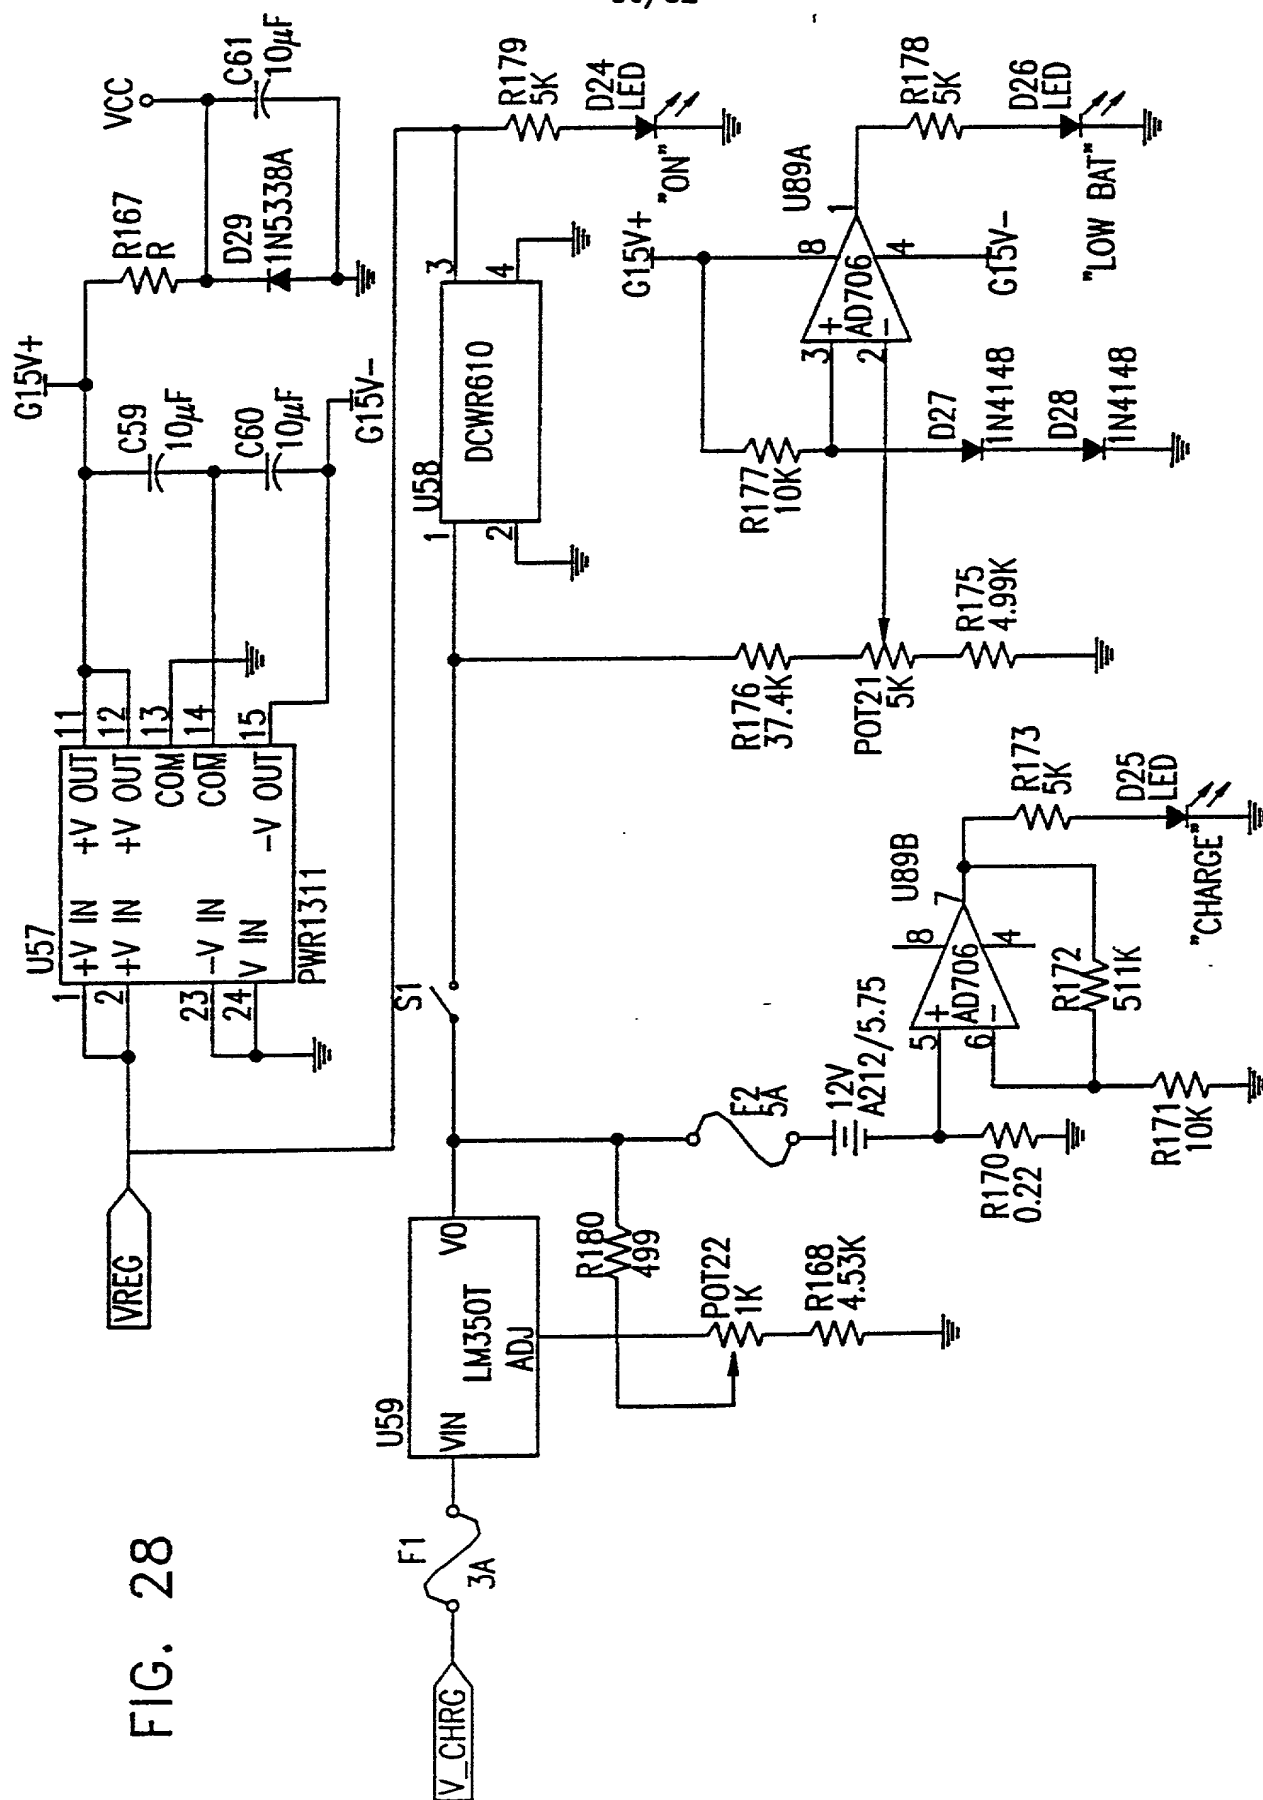 FIG. 28
VREG
U57
1 +V IN +V OUT 11
2 +V IN +V OUT 12
COM 13
23 -V IN COM 14
24 V IN -V OUT 15
PWR1311
G15V+
C59
10µF
C60
10µF
G15V-
R167
R
D29
1N5338A
VCC
C61
10µF
V_CHRG
F1
3A
U59
VIN VO
LM350T
ADJ
S1
R180
499
POT22
1K
R168
4.53K
F2
5A
12V
A212/5.75
R170
0.22
R171
10K
U89B
5 +
6 -
AD706
8
7
4
R172
511K
R173
5K
D25
LED
"CHARGE"
R176
37.4K
POT21
5K
R175
4.99K
U58
1
2
DCWR610
3
4
R179
5K
D24
LED
"ON"
R177
10K
D27
1N4148
D28
1N4148
G15V+
U89A
3 +
2 -
AD706
8
1
4
G15V-
R178
5K
D26
LED
"LOW BAT"